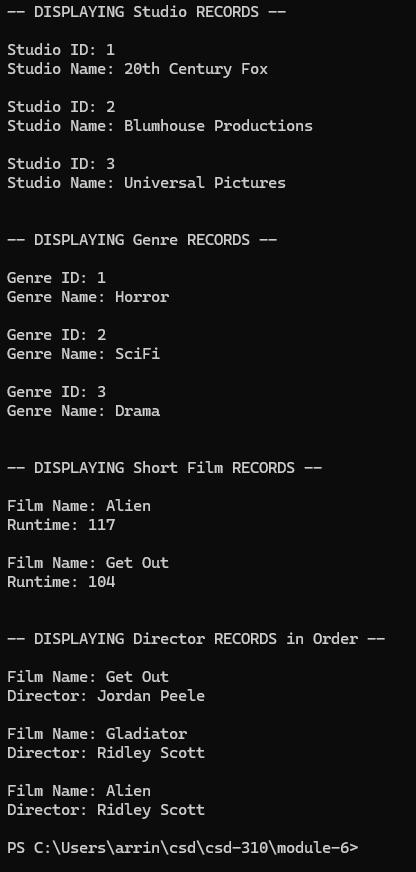 -- DISPLAYING Studio RECORDS --
Studio ID: 1
Studio Name: 20th Century Fox
Studio ID: 2
Studio Name: Blumhouse Productions
Studio ID: 3
Studio Name: Universal Pictures
-- DISPLAYING Genre RECORDS --
Genre ID: 1
Genre Name: Horror
Genre ID: 2
Genre Name: SciFi
Genre ID: 3
Genre Name: Drama
-- DISPLAYING Short Film RECORDS --
Film Name: Alien
Runtime: 117
Film Name: Get Out
Runtime: 104
-- DISPLAYING Director RECORDS in Order --
Film Name: Get Out
Director: Jordan Peele
Film Name: Gladiator
Director: Ridley Scott
Film Name: Alien
Director: Ridley Scott
PS C:\Users\arrin\csd\csd-310\module-6>